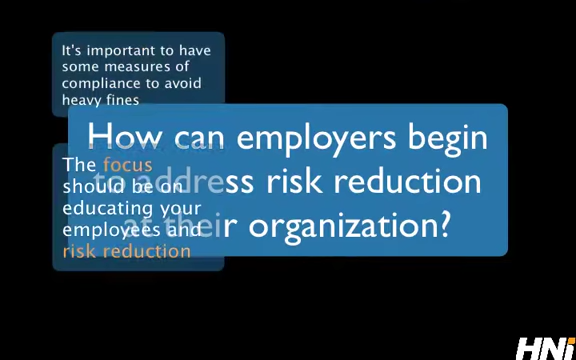 It's important to have
some measures of
compliance to avoid
heavy fines
How can employers begin
to address risk reduction
at their organization?
The focus
should be on
educating your
employees and
risk reduction
HNi